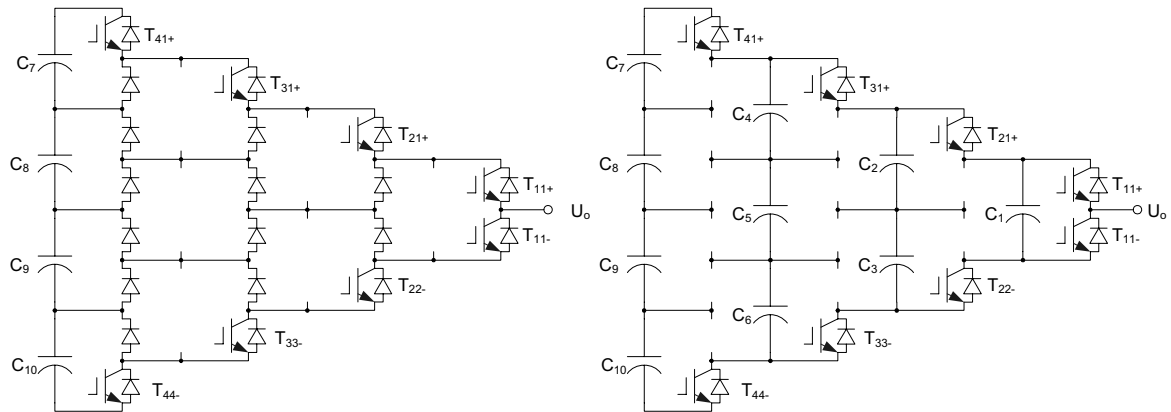 T41+
C7
T31+
T21+
C8
T11+
Uo
T11-
C9
T22-
T33-
C10
T44-
T41+
C7
T31+
C4
T21+
C8
C2
T11+
C5
C1
Uo
T11-
C9
C3
T22-
C6
T33-
C10
T44-